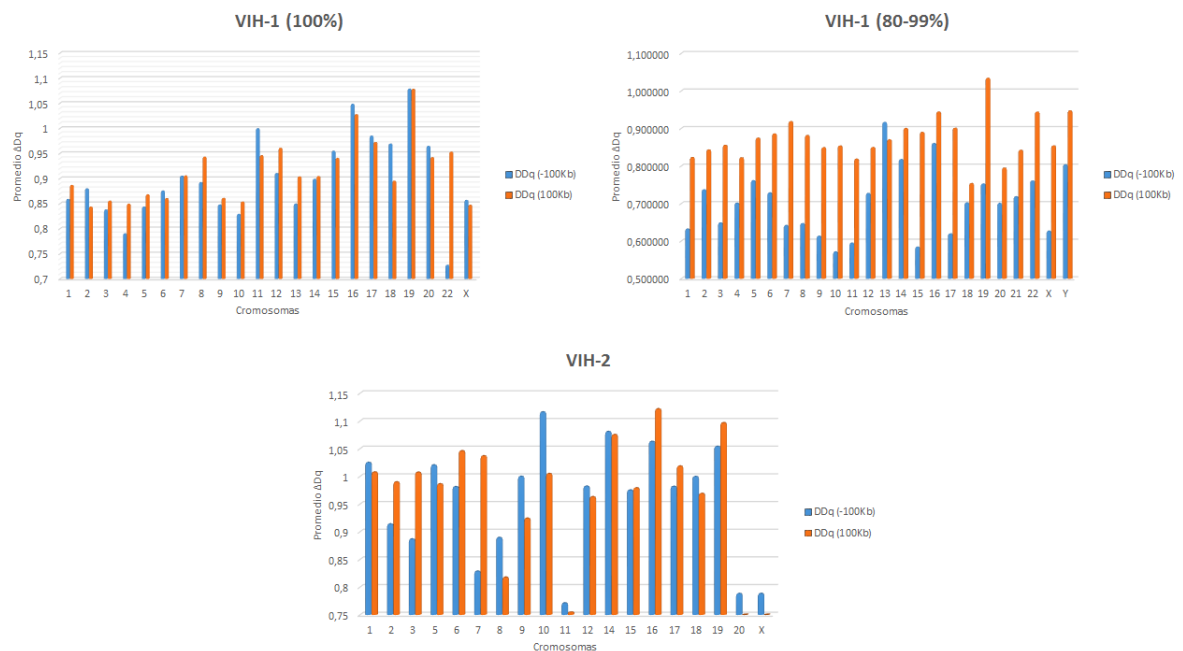 VIH-1 (100%)
Promedio ΔDq
1,15
1,1
1,05
1
0,95
0,9
0,85
0,8
0,75
0,7
1 2 3 4 5 6 7 8 9 10 11 12 13 14 15 16 17 18 19 20 22 X
Cromosomas
DDq (-100Kb)
DDq (100Kb)
VIH-1 (80-99%)
Promedio ΔDq
1,100000
1,000000
0,900000
0,800000
0,700000
0,600000
0,500000
1 2 3 4 5 6 7 8 9 10 11 12 13 14 15 16 17 18 19 20 21 22 X Y
Cromosomas
DDq (-100Kb)
DDq (100Kb)
VIH-2
Promedio ΔDq
1,15
1,1
1,05
1
0,95
0,9
0,85
0,8
0,75
1 2 3 5 6 7 8 9 10 11 12 14 15 16 17 18 19 20 X
Cromosomas
DDq (-100Kb)
DDq (100Kb)